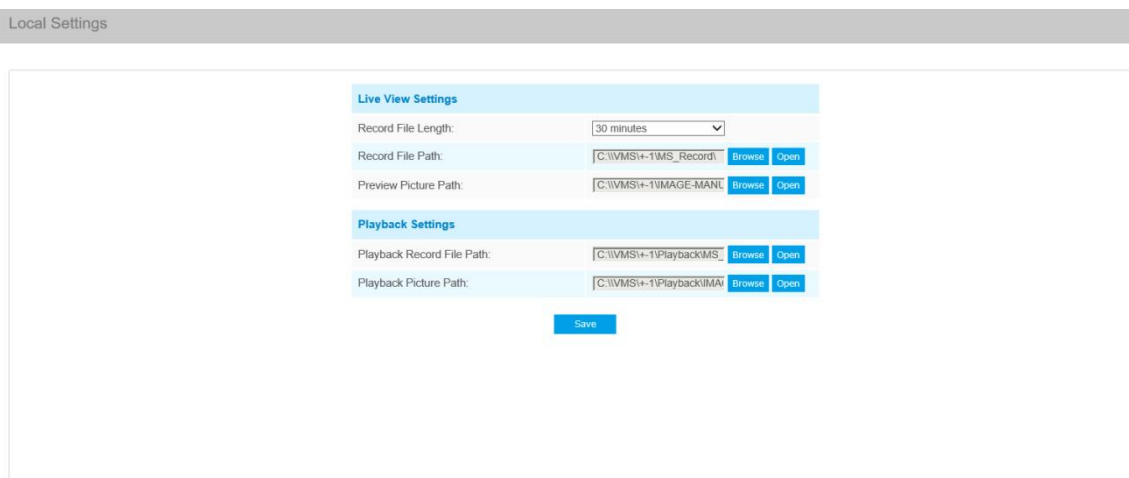 Local Settings
Live View Settings
Record File Length: 30 minutes
Record File Path: C:\\\VMS\+-1\MS_Record\ Browse Open
Preview Picture Path: C:\\\VMS\+-1\IMAGE-MANU Browse Open
Playback Settings
Playback Record File Path: C:\\\VMS\+-1\Playback\MS_ Browse Open
Playback Picture Path: C:\\\VMS\+-1\Playback\IMA Browse Open
Save